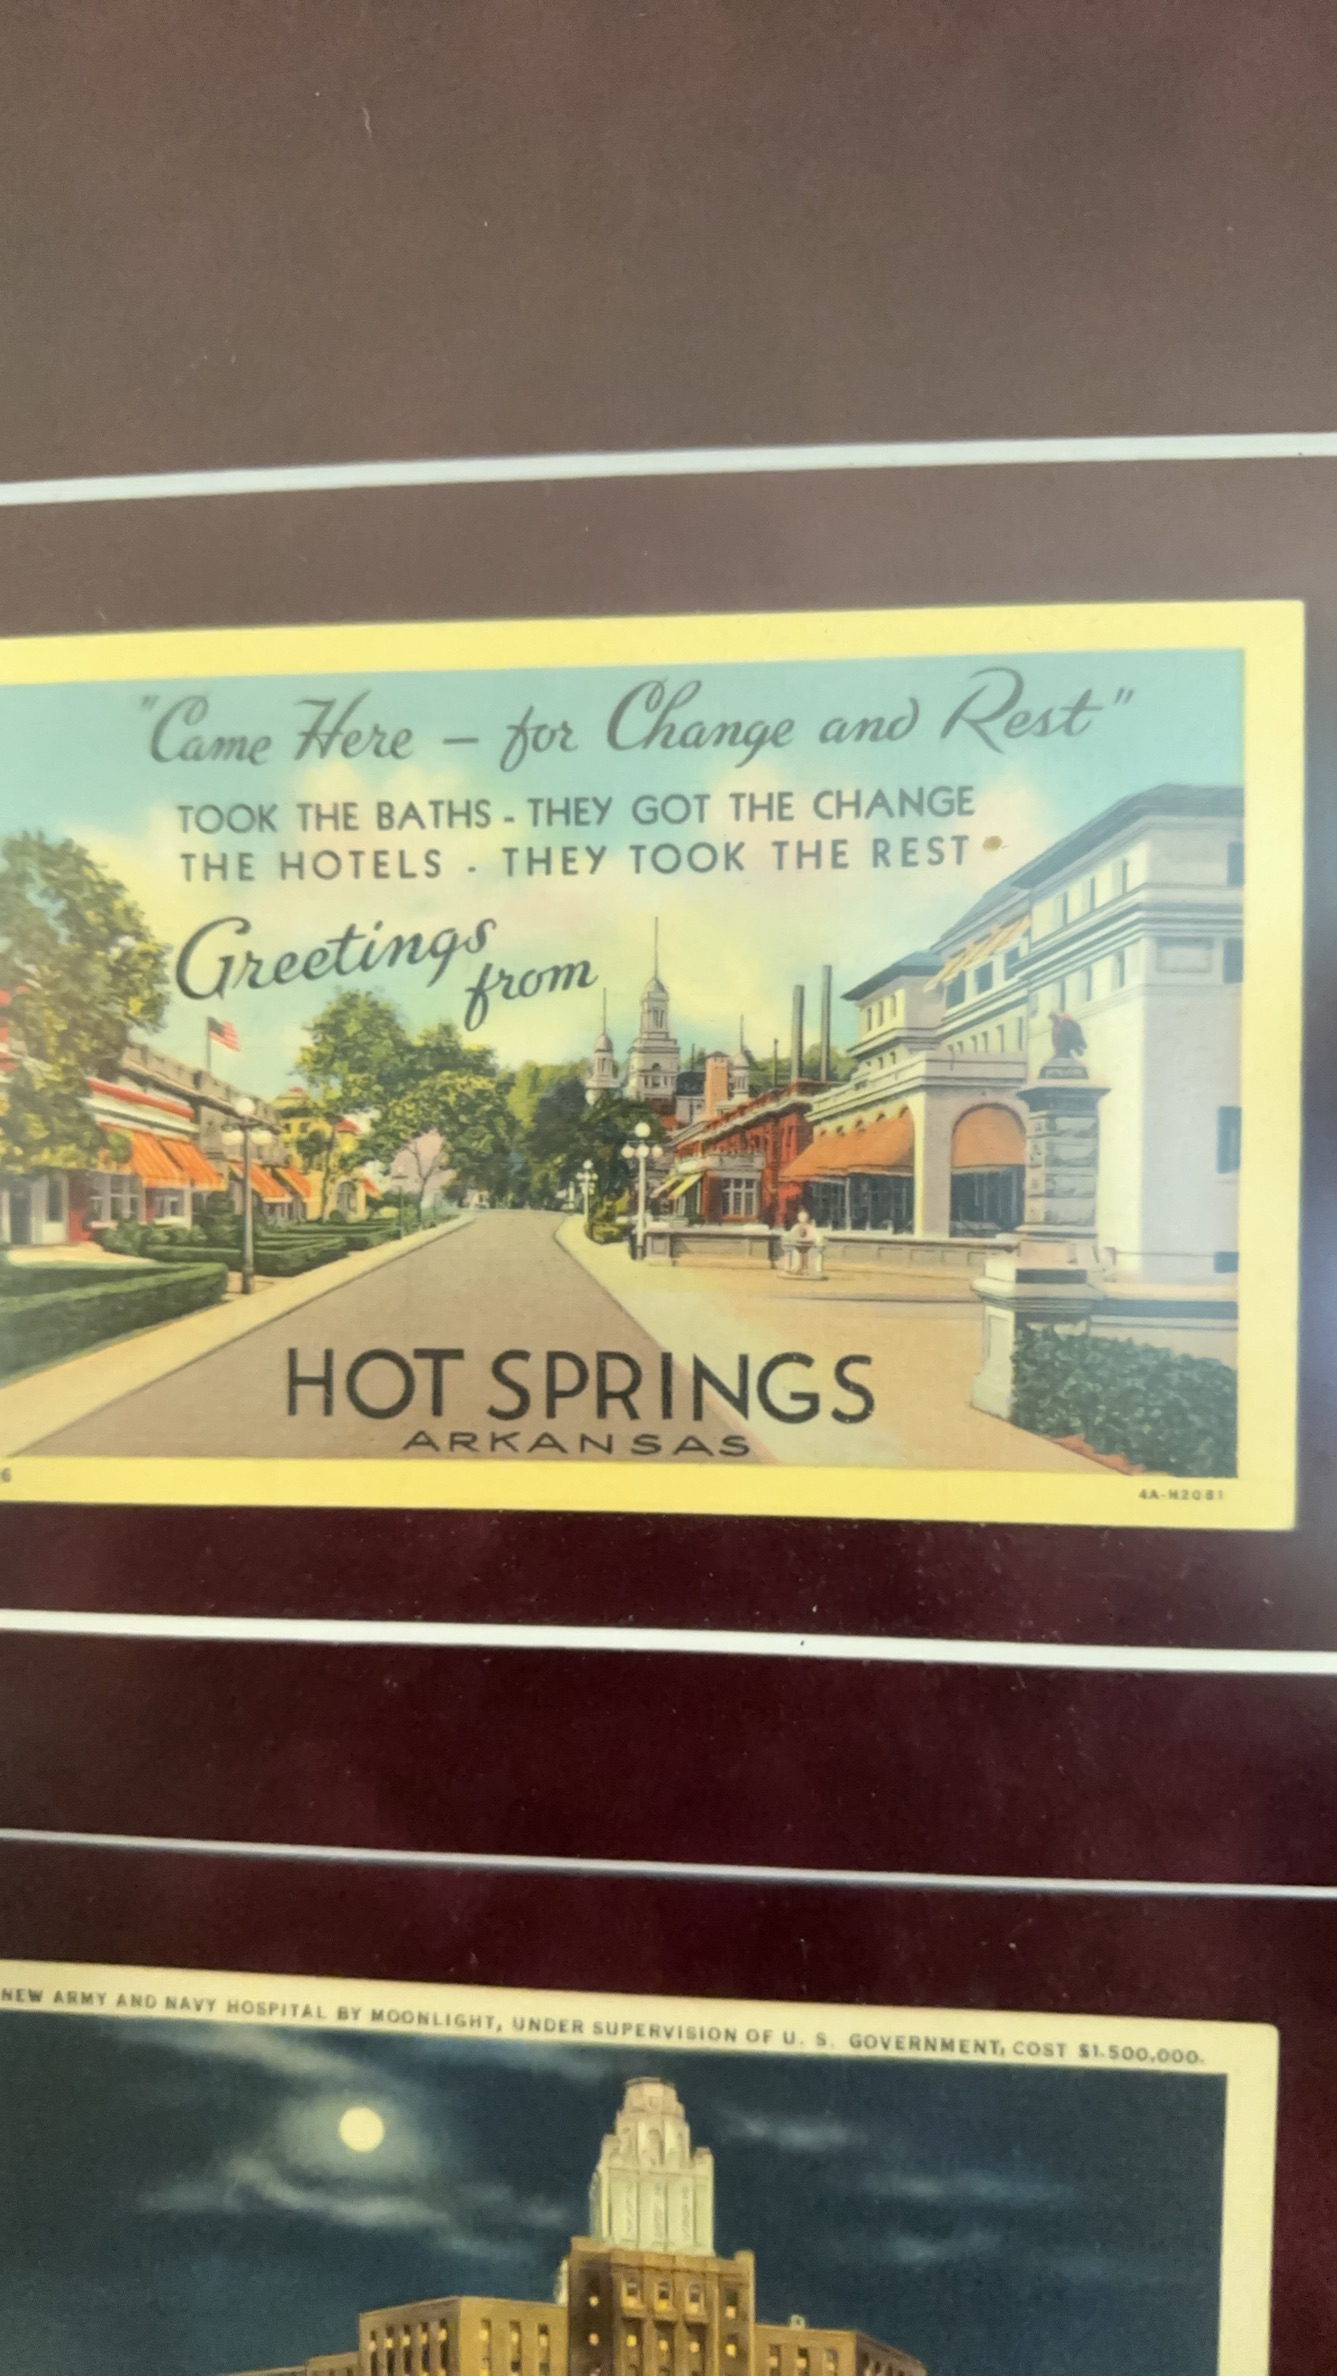 "Came Here – for Change and Rest"
TOOK THE BATHS - THEY GOT THE CHANGE
THE HOTELS - THEY TOOK THE REST
Greetings
from
HOT SPRINGS
ARKANSAS
6
4A-H2081
NEW ARMY AND NAVY HOSPITAL BY MOONLIGHT, UNDER SUPERVISION OF U. S. GOVERNMENT, COST $1,500,000.